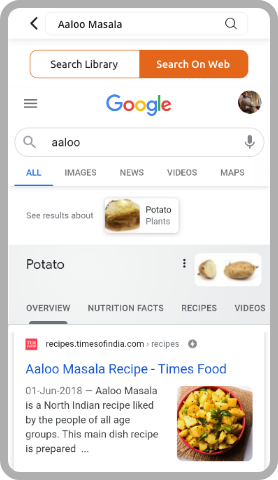 Aaloo Masala
Search Library
Search On Web
Google
aaloo
ALL IMAGES NEWS VIDEOS MAPS
See results about
Potato
Plants
Potato
OVERVIEW NUTRITION FACTS RECIPES VIDEOS
recipes.timesofindia.com › recipes
Aaloo Masala Recipe - Times Food
01-Jun-2018 — Aaloo Masala
is a North Indian recipe liked
by the people of all age
groups. This main dish recipe
is prepared ...